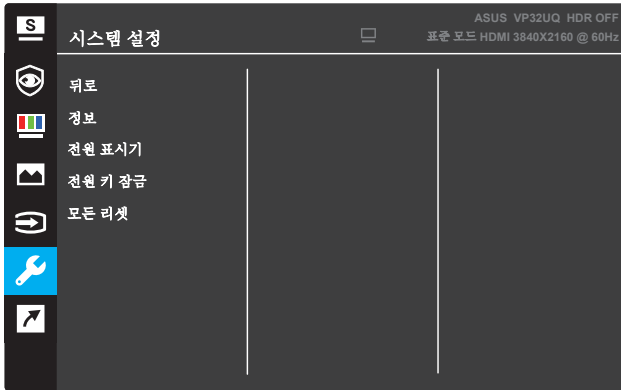 S
시스템 설정
ASUS VP32UQ HDR OFF
표준 모드 HDMI 3840X2160 @ 60Hz
뒤로
정보
전원 표시기
전원 키 잠금
모든 리셋